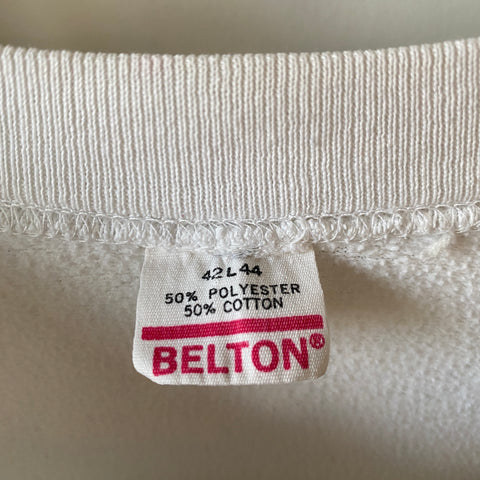 42 L 44
50% POLYESTER
50% COTTON
BELTON®